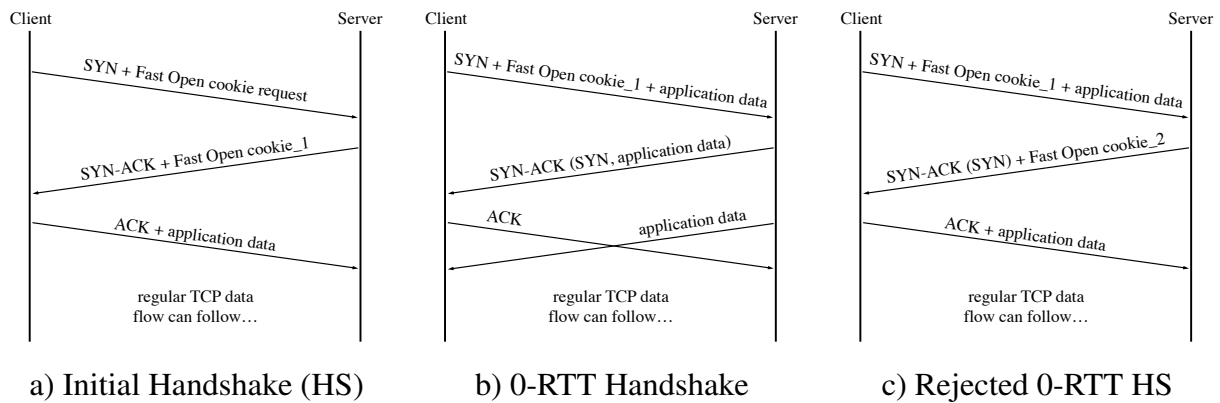 Client Server
SYN + Fast Open cookie request
SYN-ACK + Fast Open cookie_1
ACK + application data
regular TCP data
flow can follow…
a) Initial Handshake (HS)
Client Server
SYN + Fast Open cookie_1 + application data
SYN-ACK (SYN, application data)
ACK
application data
regular TCP data
flow can follow…
b) 0-RTT Handshake
Client Server
SYN + Fast Open cookie_1 + application data
SYN-ACK (SYN) + Fast Open cookie_2
ACK + application data
regular TCP data
flow can follow…
c) Rejected 0-RTT HS